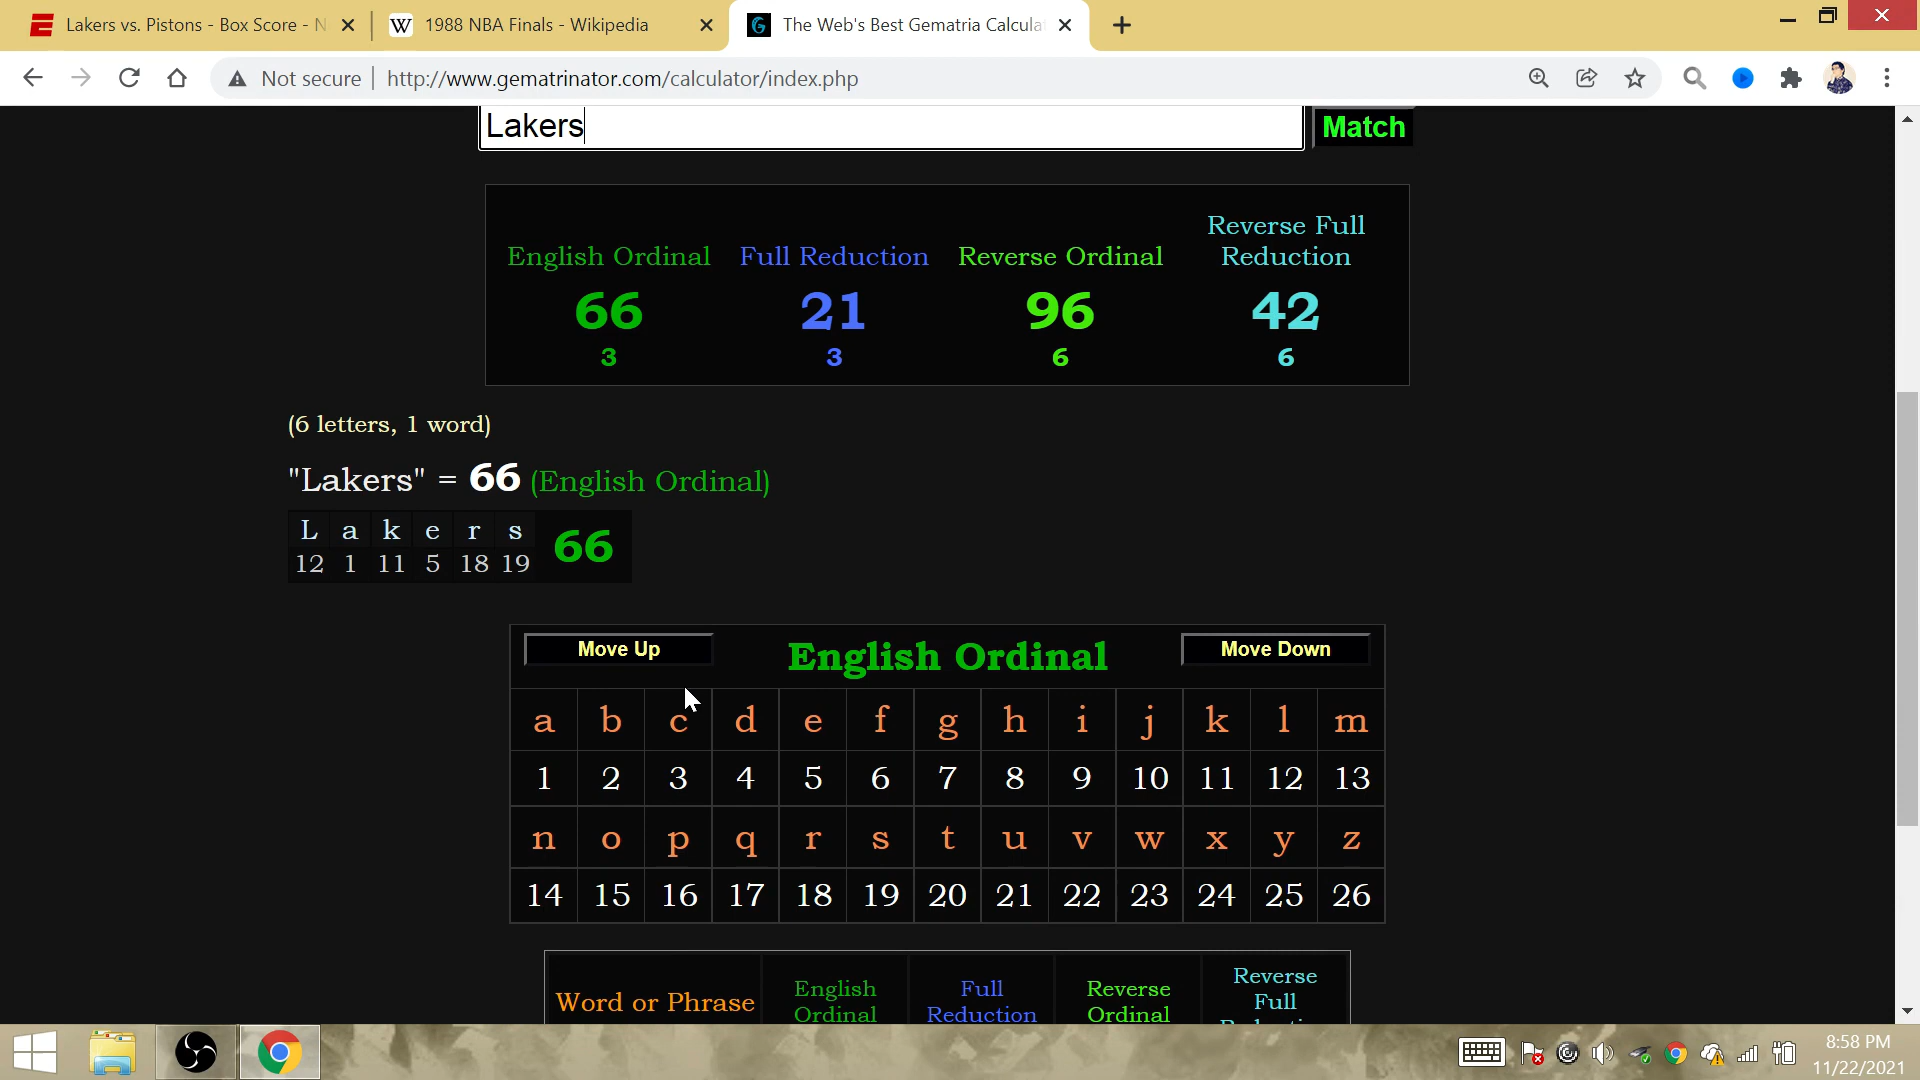 Lakers vs. Pistons - Box Score - N
1988 NBA Finals - Wikipedia
The Web's Best Gematria Calcula
Not secure
http://www.gematrinator.com/calculator/index.php
Lakers
Match
English Ordinal Full Reduction Reverse Ordinal Reverse Full Reduction
66 21 96 42
3 3 6 6
(6 letters, 1 word)
"Lakers" = 66 (English Ordinal)
L a k e r s
12 1 11 5 18 19 66
Move Up English Ordinal Move Down
a b c d e f g h i j k l m
1 2 3 4 5 6 7 8 9 10 11 12 13
n o p q r s t u v w x y z
14 15 16 17 18 19 20 21 22 23 24 25 26
Word or Phrase English Ordinal Full Reduction Reverse Ordinal Reverse Full
8:58 PM
11/22/2021